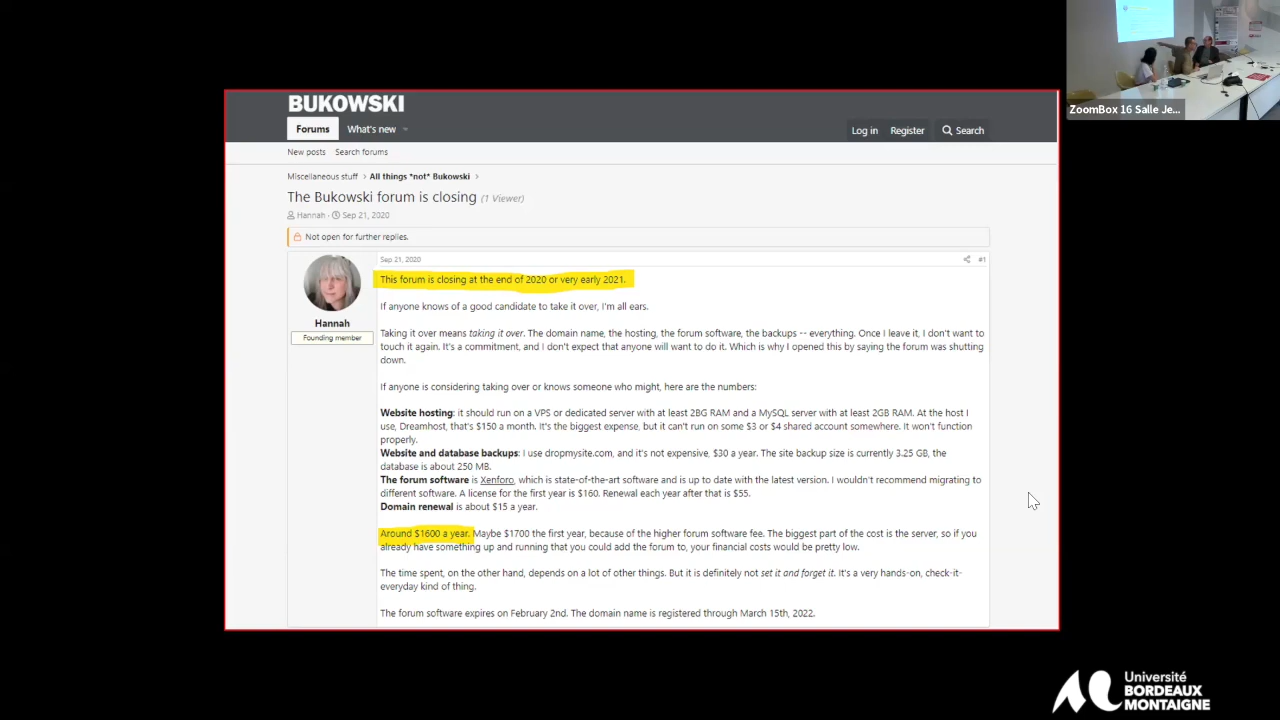 ZoomBox 16 Salle Je...
BUKOWSKI
Forums What's new
Log in Register Search
New posts Search forums
Miscellaneous stuff > All things *not* Bukowski >
The Bukowski forum is closing (1 Viewer)
Hannah · Sep 21, 2020
Not open for further replies.
Sep 21, 2020 #1
This forum is closing at the end of 2020 or very early 2021.
If anyone knows of a good candidate to take it over, I'm all ears.
Hannah
Founding member
Taking it over means taking it over. The domain name, the hosting, the forum software, the backups -- everything. Once I leave it, I don't want to
touch it again. It's a commitment, and I don't expect that anyone will want to do it. Which is why I opened this by saying the forum was shutting
down.
If anyone is considering taking over or knows someone who might, here are the numbers:
Website hosting: it should run on a VPS or dedicated server with at least 2BG RAM and a MySQL server with at least 2GB RAM. At the host I
use, Dreamhost, that's $150 a month. It's the biggest expense, but it can't run on some $3 or $4 shared account somewhere. It won't function
properly.
Website and database backups: I use dropmysite.com, and it's not expensive, $30 a year. The site backup size is currently 3.25 GB, the
database is about 250 MB.
The forum software is Xenforo, which is state-of-the-art software and is up to date with the latest version. I wouldn't recommend migrating to
different software. A license for the first year is $160. Renewal each year after that is $55.
Domain renewal is about $15 a year.
Around $1600 a year. Maybe $1700 the first year, because of the higher forum software fee. The biggest part of the cost is the server, so if you
already have something up and running that you could add the forum to, your financial costs would be pretty low.
The time spent, on the other hand, depends on a lot of other things. But it is definitely not set it and forget it. It's a very hands-on, check-it-
everyday kind of thing.
The forum software expires on February 2nd. The domain name is registered through March 15th, 2022.
Université
BORDEAUX
MONTAIGNE